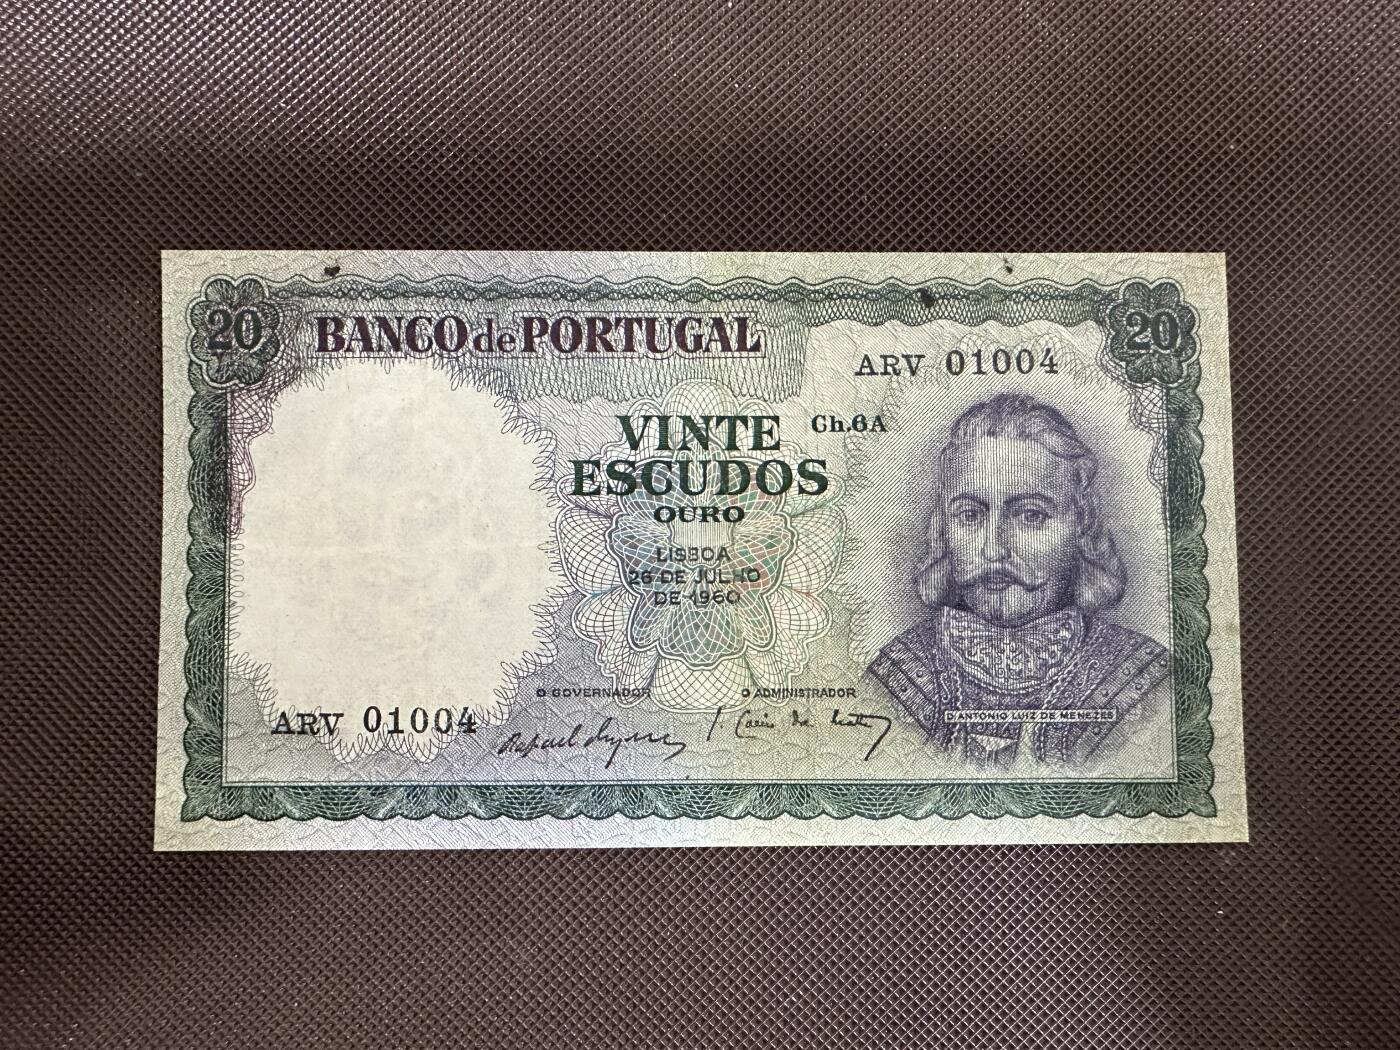 20
BANCO de PORTUGAL
20
ARV 01004
VINTE
Ch.6A
ESCUDOS
OURO
LISBOA
26 DE JULHO
DE 1960
O GOVERNADOR
O ADMINISTRADOR
D. ANTONIO LUIZ DE MENEZES
ARV 01004